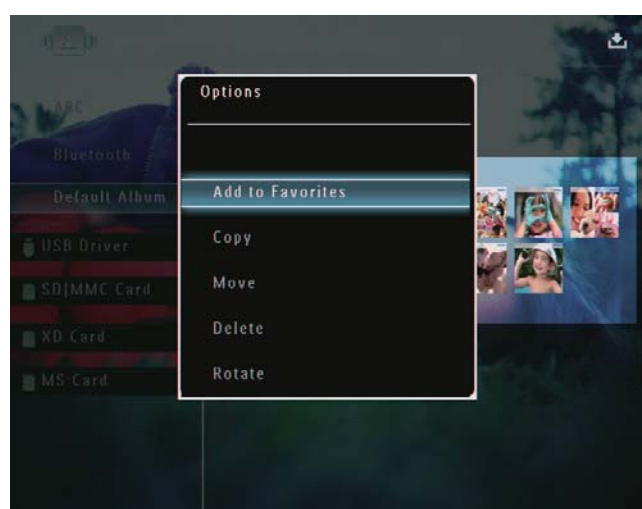 Options
ABC
Bluetooth
Default Album
Add to Favorites
USB Driver
Copy
SD/MMC Card
Move
XD Card
Delete
MS Card
Rotate